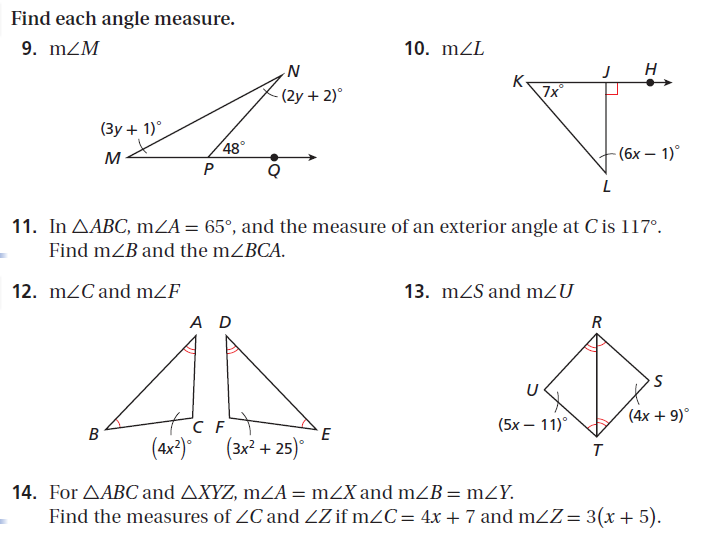 Find each angle measure.
9. m∠M
10. m∠L
N
(2y + 2)°
(3y + 1)°
M
48°
P
Q
K
J
H
7x°
(6x − 1)°
L
11. In △ABC, m∠A = 65°, and the measure of an exterior angle at C is 117°.
Find m∠B and the m∠BCA.
12. m∠C and m∠F
13. m∠S and m∠U
A D
B
C F
E
(4x²)°
(3x² + 25)°
R
U
S
(5x − 11)°
(4x + 9)°
T
14. For △ABC and △XYZ, m∠A = m∠X and m∠B = m∠Y.
Find the measures of ∠C and ∠Z if m∠C = 4x + 7 and m∠Z = 3(x + 5).